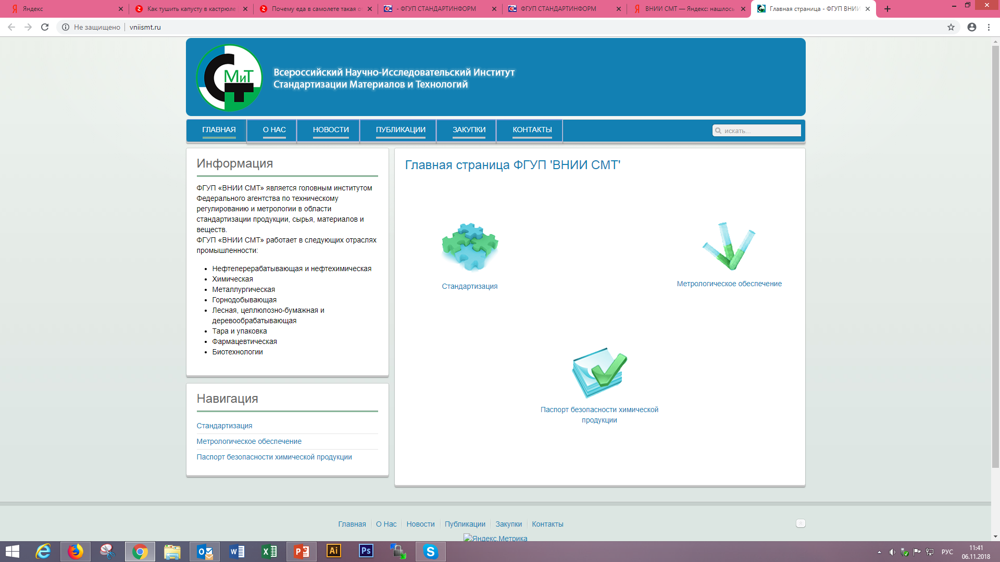 Яндекс
Как тушить капусту в кастрюле
Почему еда в самолете такая
- ФГУП СТАНДАРТИНФОРМ
ФГУП СТАНДАРТИНФОРМ
ВНИИ СМТ — Яндекс: нашлось
Главная страница - ФГУП ВНИИ
Не защищено
vniismt.ru
МиТ
Всероссийский Научно-Исследовательский Институт
Стандартизации Материалов и Технологий
ГЛАВНАЯ
О НАС
НОВОСТИ
ПУБЛИКАЦИИ
ЗАКУПКИ
КОНТАКТЫ
искать...
Информация
ФГУП «ВНИИ СМТ» является головным институтом
Федерального агентства по техническому
регулированию и метрологии в области
стандартизации продукции, сырья, материалов и
веществ.
ФГУП «ВНИИ СМТ» работает в следующих отраслях
промышленности:
• Нефтеперерабатывающая и нефтехимическая
• Химическая
• Металлургическая
• Горнодобывающая
• Лесная, целлюлозно-бумажная и
деревообрабатывающая
• Тара и упаковка
• Фармацевтическая
• Биотехнологии
Навигация
Стандартизация
Метрологическое обеспечение
Паспорт безопасности химической продукции
Главная страница ФГУП 'ВНИИ СМТ'
Стандартизация
Метрологическое обеспечение
Паспорт безопасности химической
продукции
Главная
О Нас
Новости
Публикации
Закупки
Контакты
Яндекс.Метрика
Ai
Ps
РУС
11:41
06.11.2018